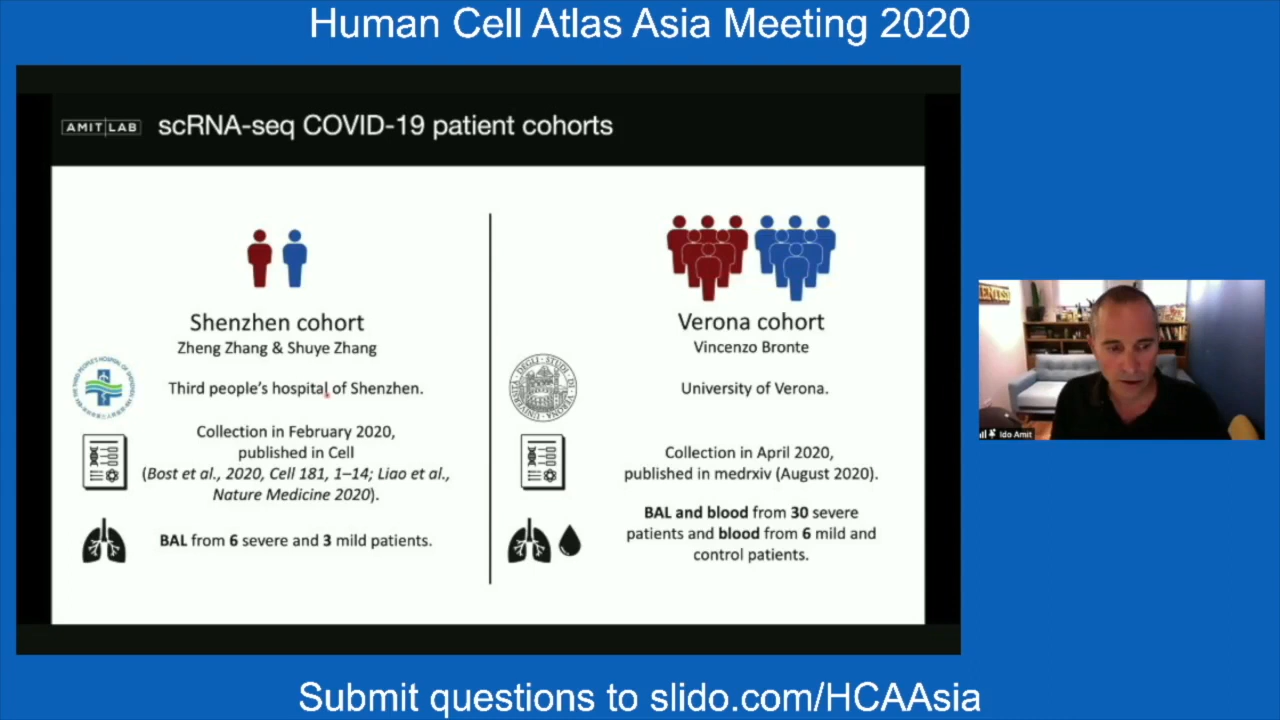 Human Cell Atlas Asia Meeting 2020
AMIT LAB
scRNA-seq COVID-19 patient cohorts
Shenzhen cohort
Zheng Zhang & Shuye Zhang
Third people's hospital of Shenzhen.
Collection in February 2020,
published in Cell
(Bost et al., 2020, Cell 181, 1–14; Liao et al.,
Nature Medicine 2020).
BAL from 6 severe and 3 mild patients.
Verona cohort
Vincenzo Bronte
University of Verona.
Collection in April 2020,
published in medrxiv (August 2020).
BAL and blood from 30 severe
patients and blood from 6 mild and
control patients.
Ido Amit
Submit questions to slido.com/HCAAsia